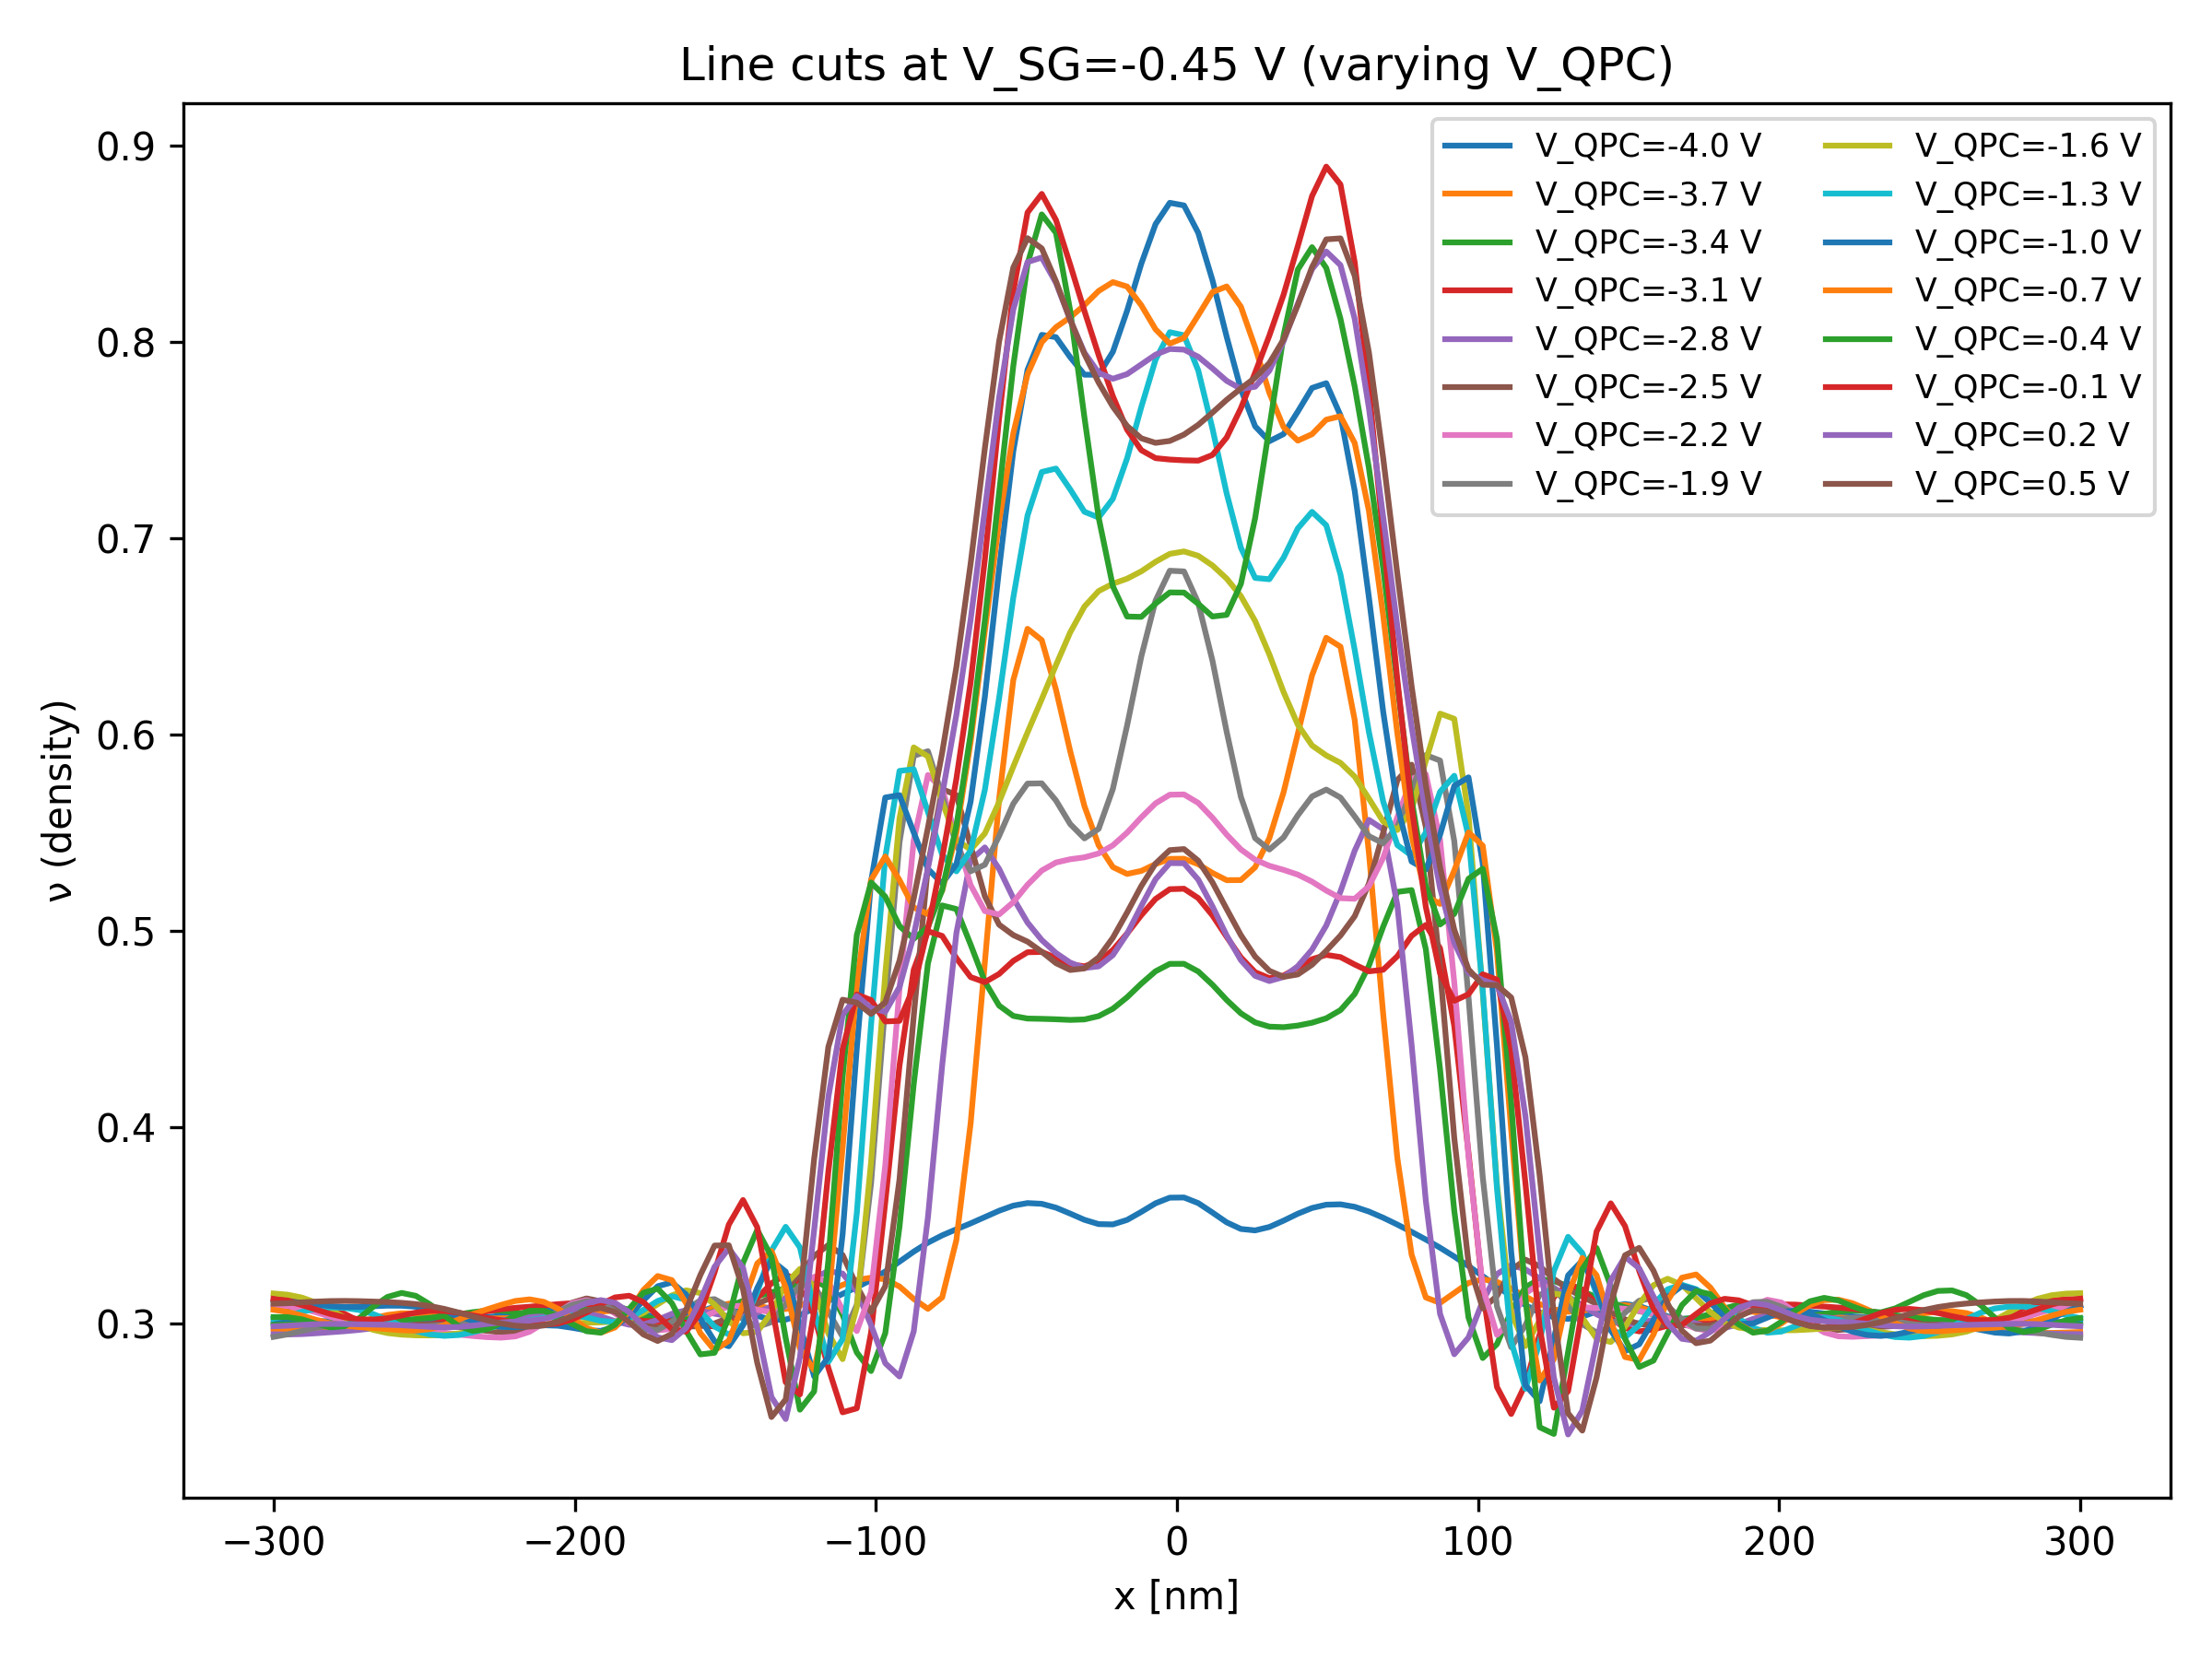 Line cuts at V_SG=-0.45 V (varying V_QPC)
ν (density)
0.9
0.8
0.7
0.6
0.5
0.4
0.3
V_QPC=-4.0 V
V_QPC=-3.7 V
V_QPC=-3.4 V
V_QPC=-3.1 V
V_QPC=-2.8 V
V_QPC=-2.5 V
V_QPC=-2.2 V
V_QPC=-1.9 V
V_QPC=-1.6 V
V_QPC=-1.3 V
V_QPC=-1.0 V
V_QPC=-0.7 V
V_QPC=-0.4 V
V_QPC=-0.1 V
V_QPC=0.2 V
V_QPC=0.5 V
−300 −200 −100 0 100 200 300
x [nm]